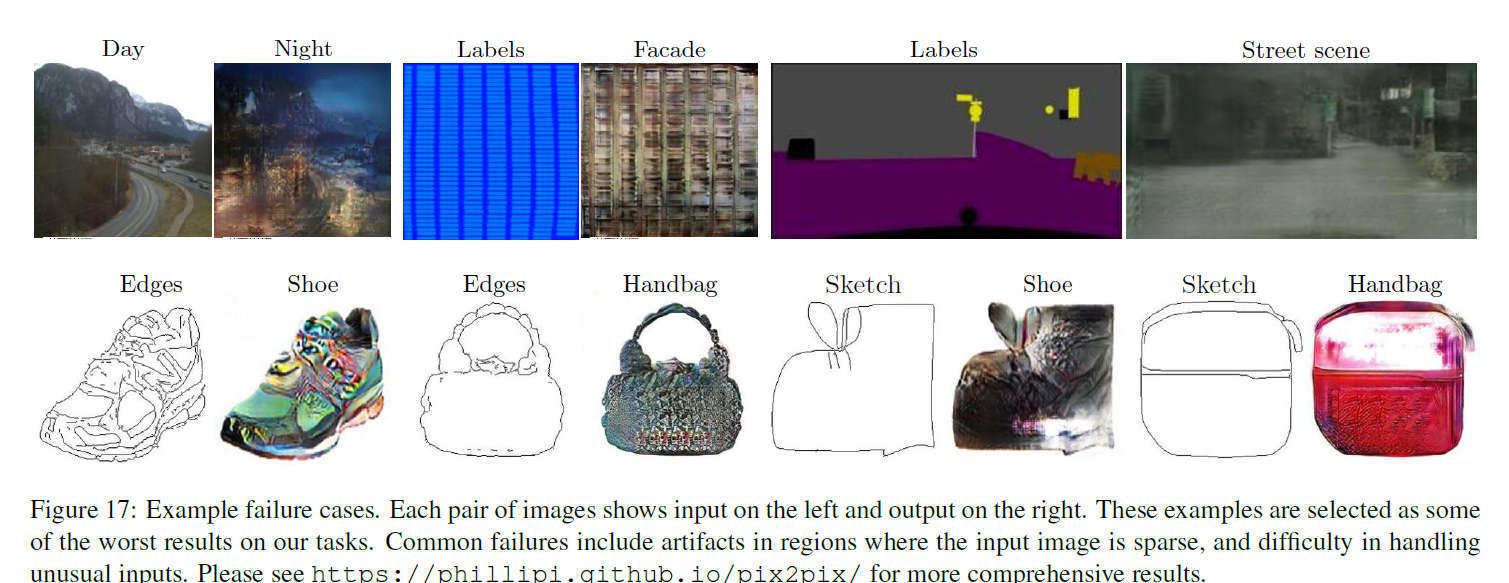 Day Night Labels Facade Labels Street scene
Edges Shoe Edges Handbag Sketch Shoe Sketch Handbag
Figure 17: Example failure cases. Each pair of images shows input on the left and output on the right. These examples are selected as some
of the worst results on our tasks. Common failures include artifacts in regions where the input image is sparse, and difficulty in handling
unusual inputs. Please see https://phillipi.github.io/pix2pix/ for more comprehensive results.